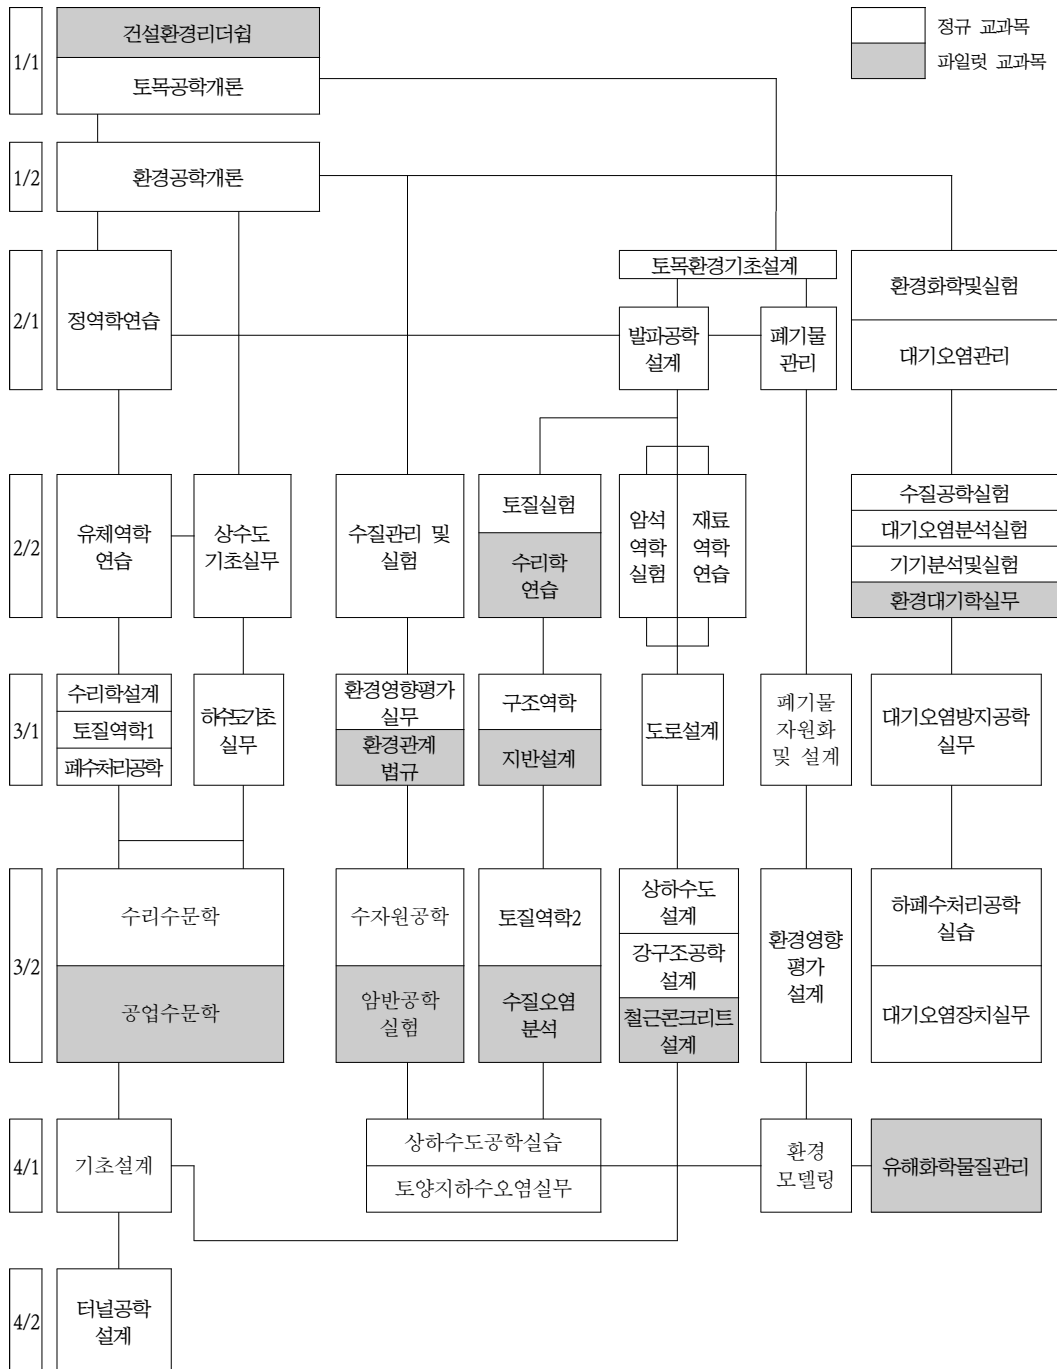 정규 교과목
파일럿 교과목
1/1
건설환경리더쉽
토목공학개론
1/2
환경공학개론
2/1
정역학연습
토목환경기초설계
발파공학
설계
폐기물
관리
환경화학및실험
대기오염관리
2/2
유체역학
연습
상수도
기초실무
수질관리 및
실험
토질실험
수리학
연습
암석
역학
실험
재료
역학
연습
수질공학실험
대기오염분석실험
기기분석및실험
환경대기학실무
3/1
수리학설계
토질역학1
폐수처리공학
하수도기초
실무
환경영향평가
실무
환경관계
법규
구조역학
지반설계
도로설계
폐기물
자원화
및 설계
대기오염방지공학
실무
3/2
수리수문학
공업수문학
수자원공학
암반공학
실험
토질역학2
수질오염
분석
상하수도
설계
강구조공학
설계
철근콘크리트
설계
환경영향
평가
설계
하폐수처리공학
실습
대기오염장치실무
4/1
기초설계
상하수도공학실습
토양지하수오염실무
환경
모델링
유해화학물질관리
4/2
터널공학
설계